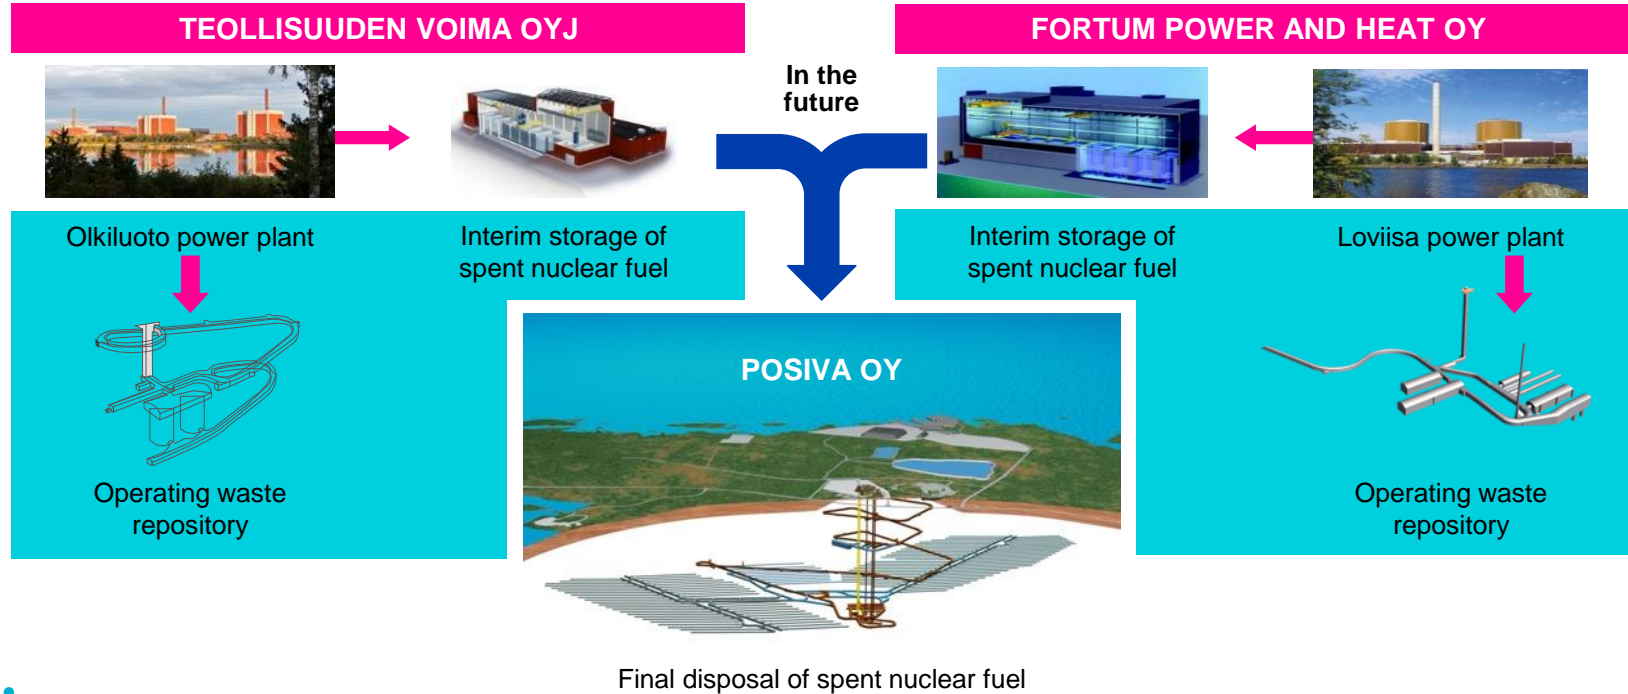 TEOLLISUUDEN VOIMA OYJ
FORTUM POWER AND HEAT OY
In the
future
Olkiluoto power plant
Interim storage of
spent nuclear fuel
Interim storage of
spent nuclear fuel
Loviisa power plant
POSIVA OY
Operating waste
repository
Operating waste
repository
Final disposal of spent nuclear fuel